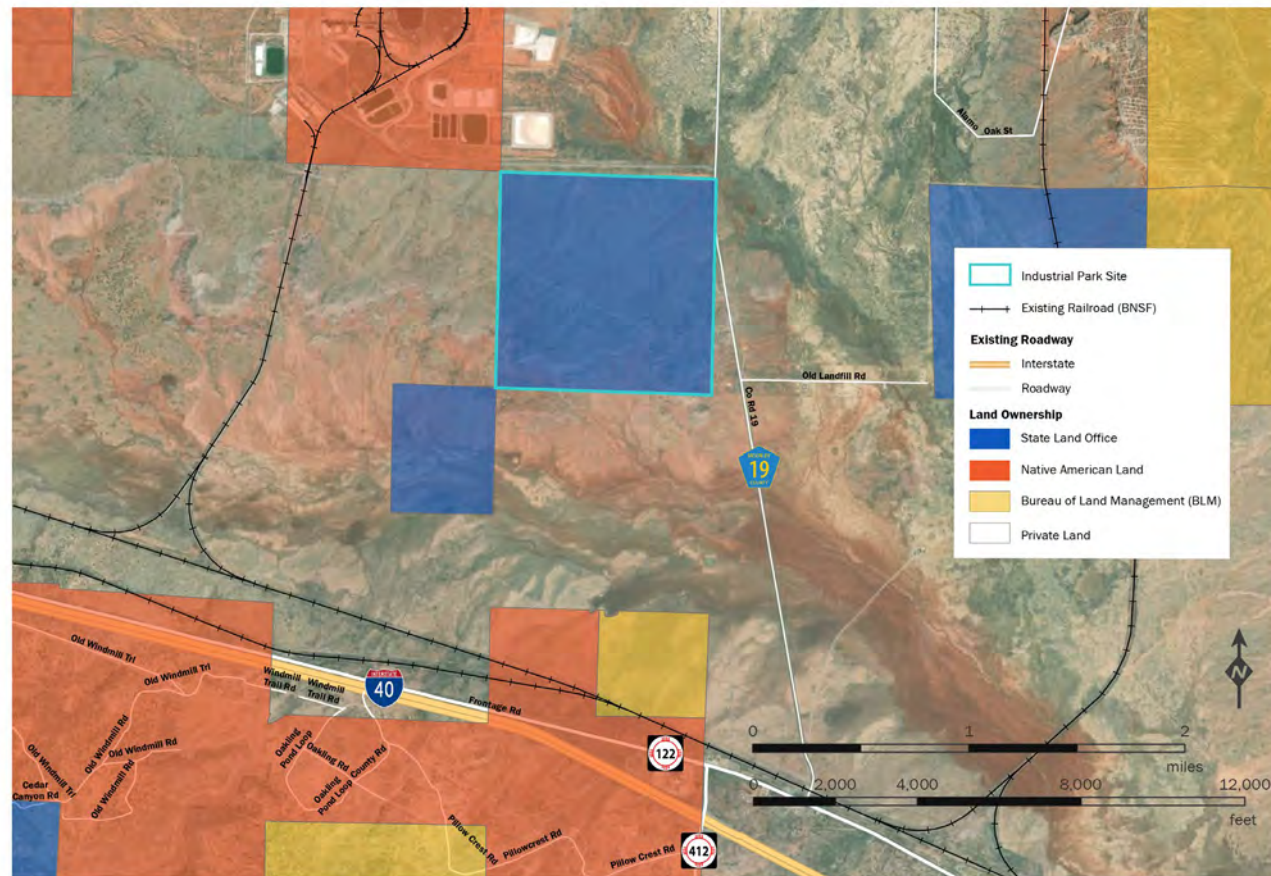 Alamo
Oak St
Industrial Park Site
Existing Railroad (BNSF)
Existing Roadway
Interstate
Roadway
Land Ownership
State Land Office
Native American Land
Bureau of Land Management (BLM)
Private Land
Old Landfill Rd
Co Rd 19
19
COUNTY
N
Old Windmill Trl
Old Windmill Trl
Windmill
Trail Rd
Windmill
Trail Rd
INTERSTATE
40
Frontage Rd
122
Old Windmill Rd
Old Windmill Rd
Old Windmill Rd
Old Windmill Trl
Cedar
Canyon Rd
Oakling
Pond Loop
Oakling Rd
Oakling
Pond Loop
County Rd
Pillow Crest Rd
Pillowcrest Rd
Pillow Crest Rd
412
0
1
2
miles
0
2,000
4,000
8,000
12,000
feet